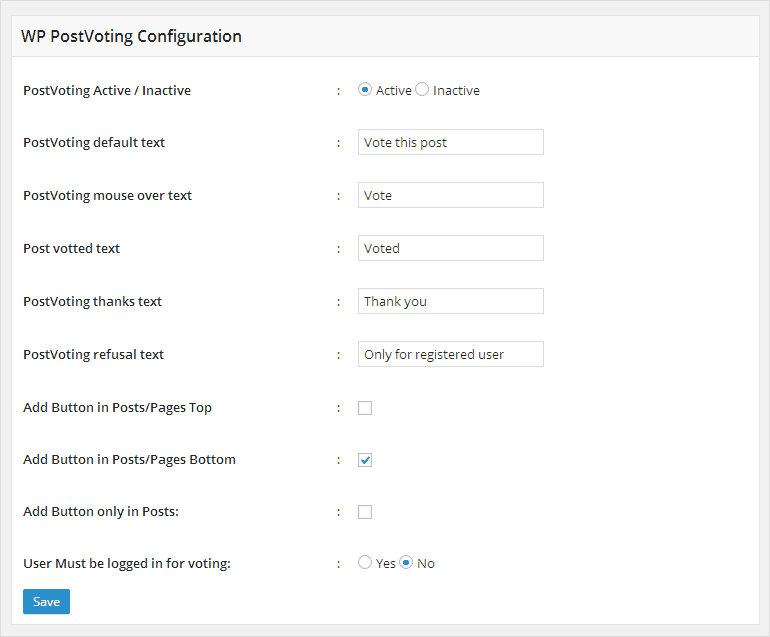 WP PostVoting Configuration
PostVoting Active / Inactive : Active Inactive
PostVoting default text : Vote this post
PostVoting mouse over text : Vote
Post votted text : Voted
PostVoting thanks text : Thank you
PostVoting refusal text : Only for registered user
Add Button in Posts/Pages Top :
Add Button in Posts/Pages Bottom :
Add Button only in Posts: :
User Must be logged in for voting: : Yes No
Save